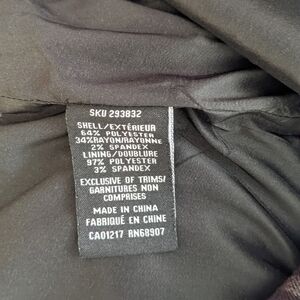 SKU 293832
SHELL/EXTÉRIEUR
64% POLYESTER
34%RAYON/RAYONNE
2% SPANDEX
LINING/DOUBLURE
97% POLYESTER
3% SPANDEX
EXCLUSIVE OF TRIMS/
GARNITURES NON
COMPRISES
MADE IN CHINA
FABRIQUÉ EN CHINE
CA01217 RN68907